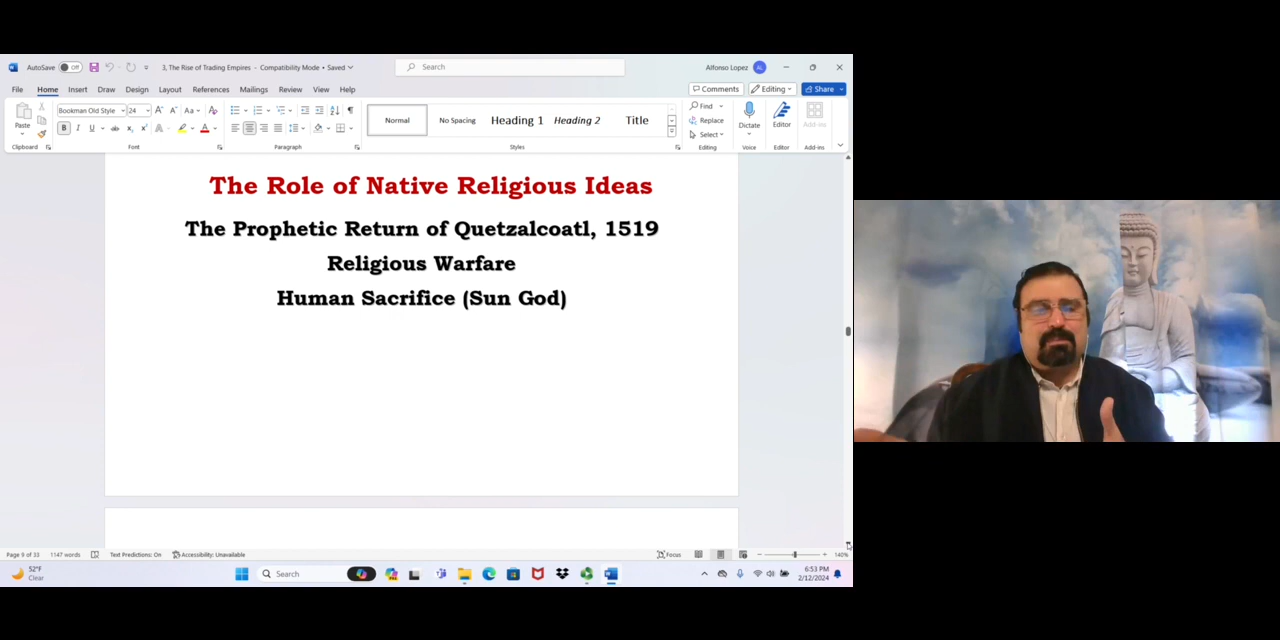 AutoSave Off 3, The Rise of Trading Empires - Compatibility Mode • Saved Search Alfonso Lopez AL
File Home Insert Draw Design Layout References Mailings Review View Help Comments Editing Share
Paste Bookman Old Style 24 Normal No Spacing Heading 1 Heading 2 Title Find Replace Select Dictate Editor Add-ins
Clipboard Font Paragraph Styles Editing Voice Editor Add-ins
The Role of Native Religious Ideas
The Prophetic Return of Quetzalcoatl, 1519
Religious Warfare
Human Sacrifice (Sun God)
Page 9 of 33 1147 words Text Predictions: On Accessibility: Unavailable Focus 140%
52°F
Clear
Search
6:53 PM
2/12/2024